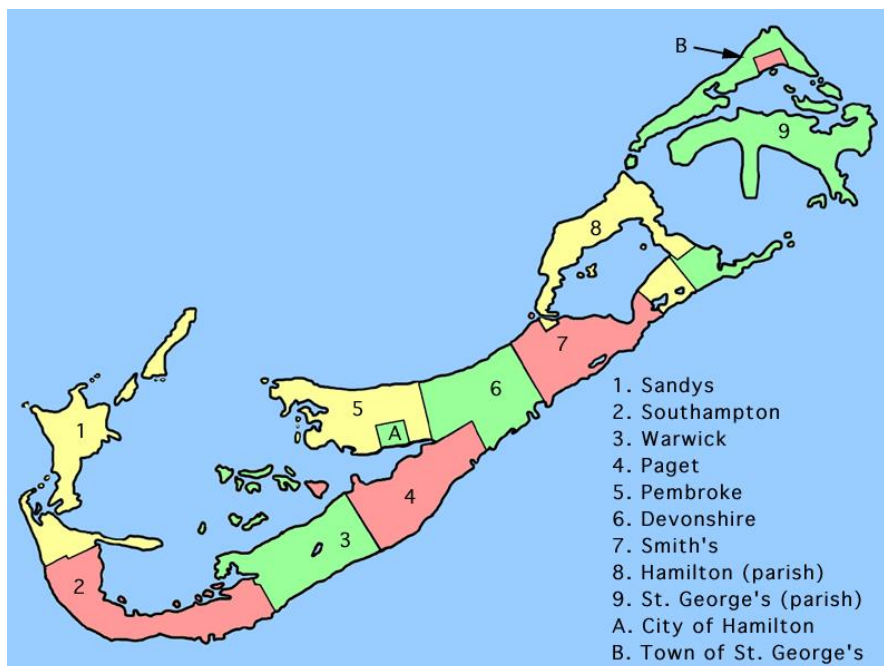 B
9
8
7
1
5
6
A
4
3
2
1. Sandys
2. Southampton
3. Warwick
4. Paget
5. Pembroke
6. Devonshire
7. Smith's
8. Hamilton (parish)
9. St. George's (parish)
A. City of Hamilton
B. Town of St. George's